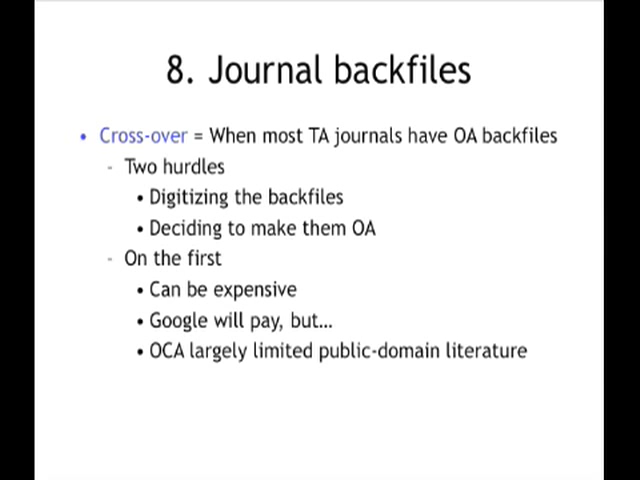 8. Journal backfiles
• Cross-over = When most TA journals have OA backfiles
- Two hurdles
• Digitizing the backfiles
• Deciding to make them OA
- On the first
• Can be expensive
• Google will pay, but...
• OCA largely limited public-domain literature